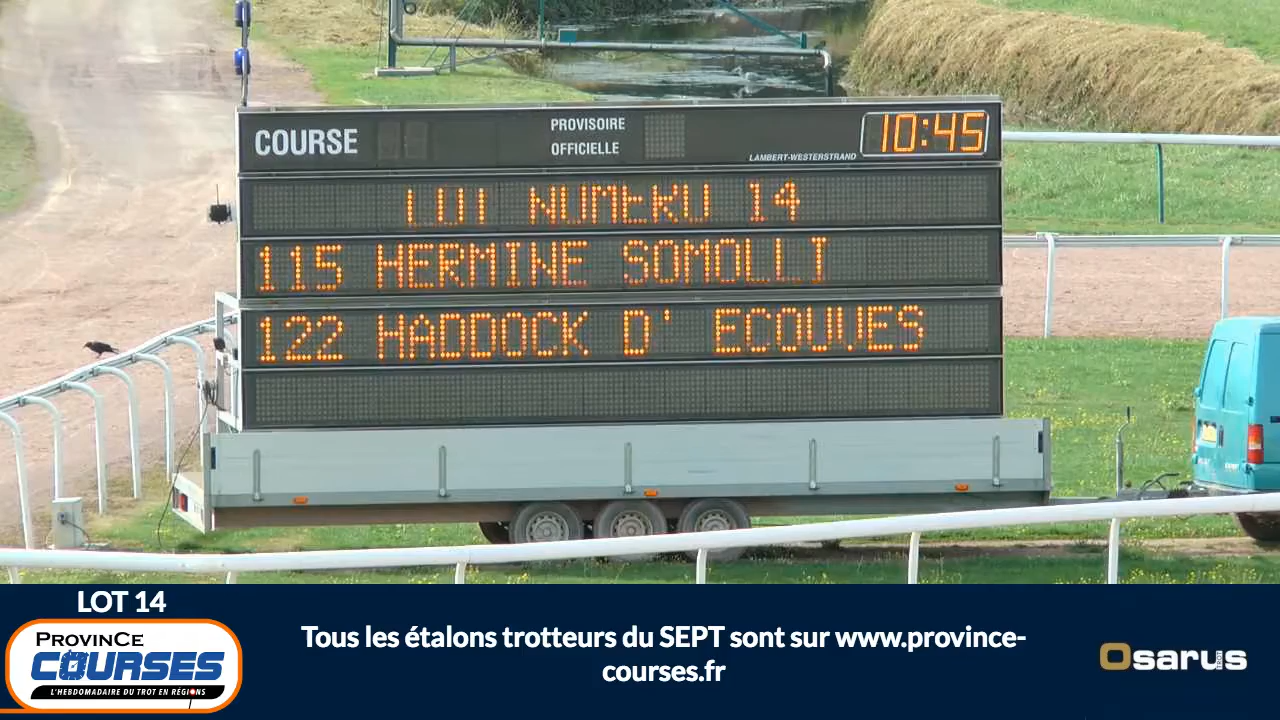 COURSE
PROVISOIRE
OFFICIELLE
LAMBERT-WESTERSTRAND
10:45
LOT NUMERO 14
115 HERMINE SOMOLLI
122 HADDOCK D' ECOUVES
LOT 14
PROVINCE
COURSES
L'HEBDOMADAIRE DU TROT EN RÉGIONS
Tous les étalons trotteurs du SEPT sont sur www.province-
courses.fr
Osarus